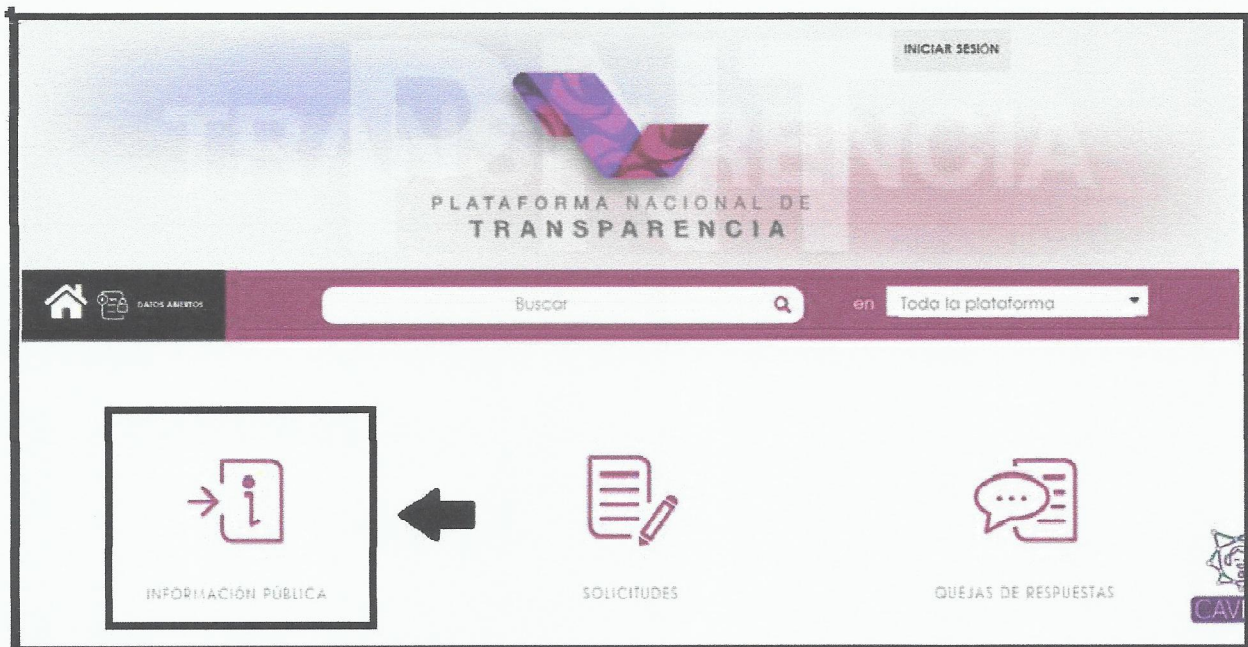 INICIAR SESIÓN
PLATAFORMA NACIONAL DE
TRANSPARENCIA
DATOS ABIERTOS
Buscar
en
Toda la plataforma
INFORMACIÓN PÚBLICA
SOLICITUDES
QUEJAS DE RESPUESTAS
CAVI